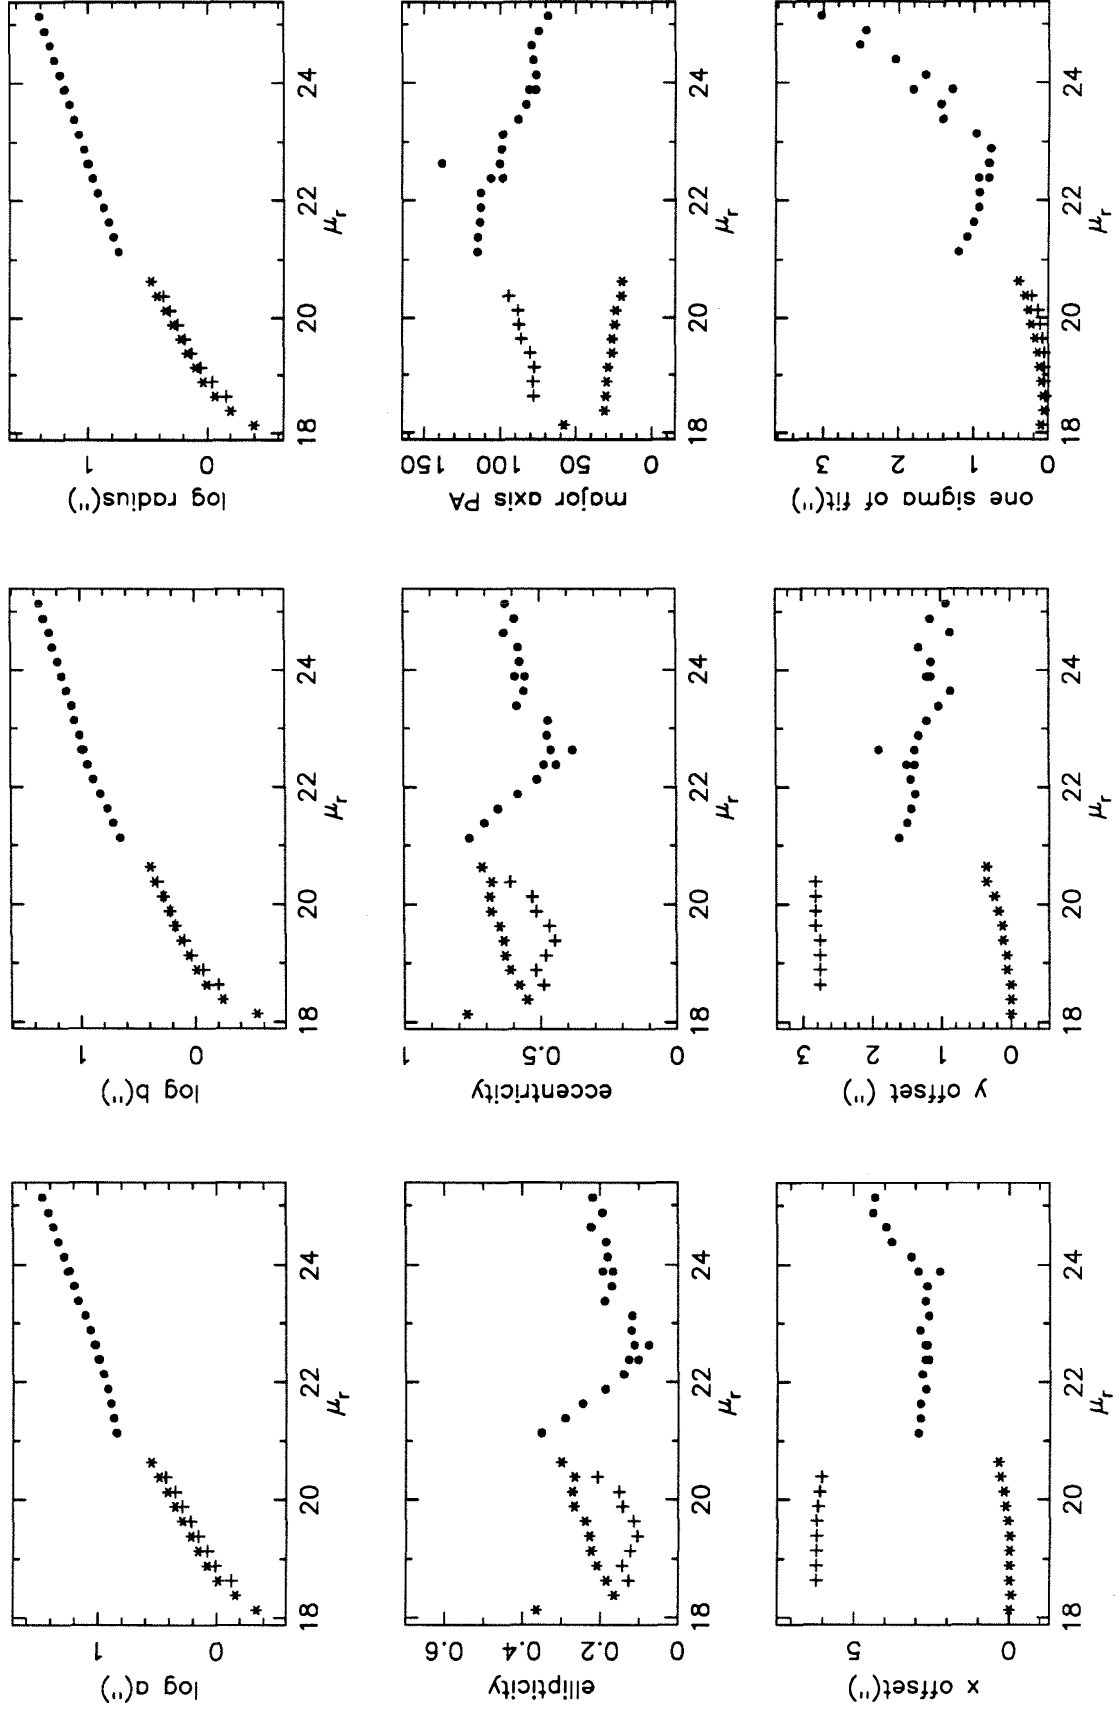 log a(")
1
0
18 20 22 24
μr
log b(")
1
0
18 20 22 24
μr
log radius(")
1
0
18 20 22 24
μr
ellipticity
0.6
0.4
0.2
0
18 20 22 24
μr
eccentricity
1
0.5
0
18 20 22 24
μr
major axis PA
150
100
50
0
18 20 22 24
μr
x offset(")
5
0
18 20 22 24
μr
y offset (")
3
2
1
0
18 20 22 24
μr
one sigma of fit(")
3
2
1
0
18 20 22 24
μr